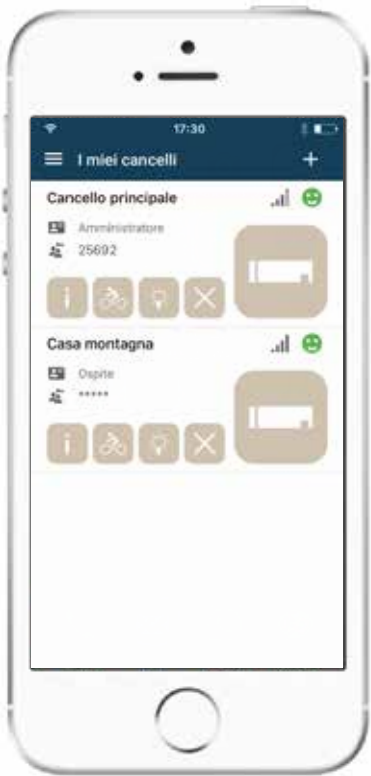 17:30
I miei cancelli
Cancello principale
Amministratore
25692
Casa montagna
Ospite
*****